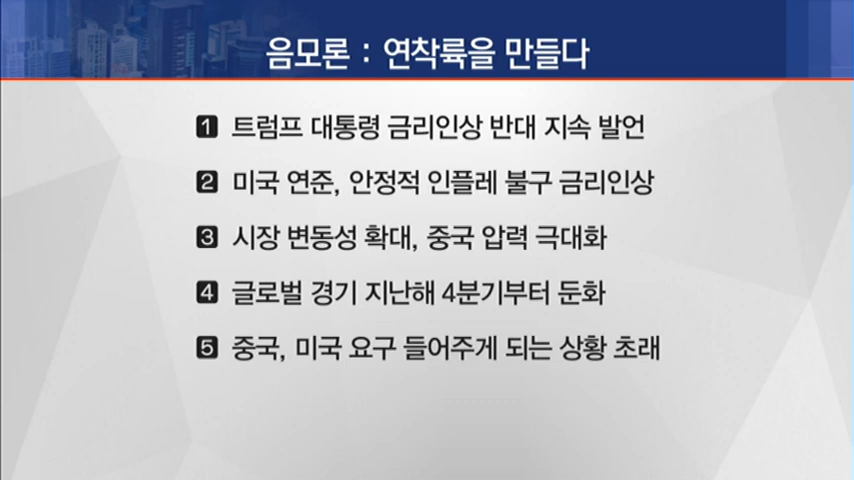 음모론 : 연착륙을 만들다
1 트럼프 대통령 금리인상 반대 지속 발언
2 미국 연준, 안정적 인플레 불구 금리인상
3 시장 변동성 확대, 중국 압력 극대화
4 글로벌 경기 지난해 4분기부터 둔화
5 중국, 미국 요구 들어주게 되는 상황 초래